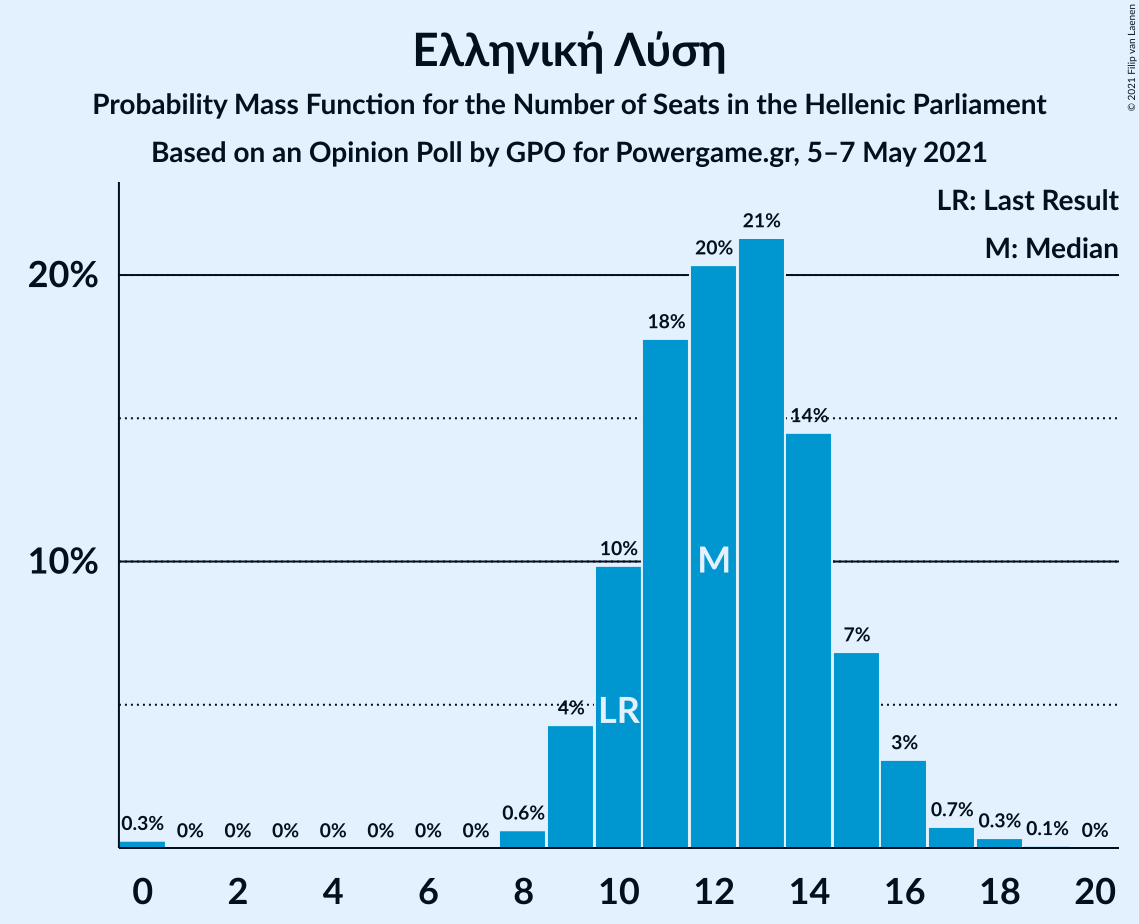 Ελληνική Λύση
Probability Mass Function for the Number of Seats in the Hellenic Parliament
Based on an Opinion Poll by GPO for Powergame.gr, 5–7 May 2021
© 2021 Filip van Laenen
LR: Last Result
M: Median
20%
10%
0.3%
0%
0%
0%
0%
0%
0%
0%
0.6%
4%
10%
18%
20%
21%
14%
7%
3%
0.7%
0.3%
0.1%
0%
LR
M
0 2 4 6 8 10 12 14 16 18 20